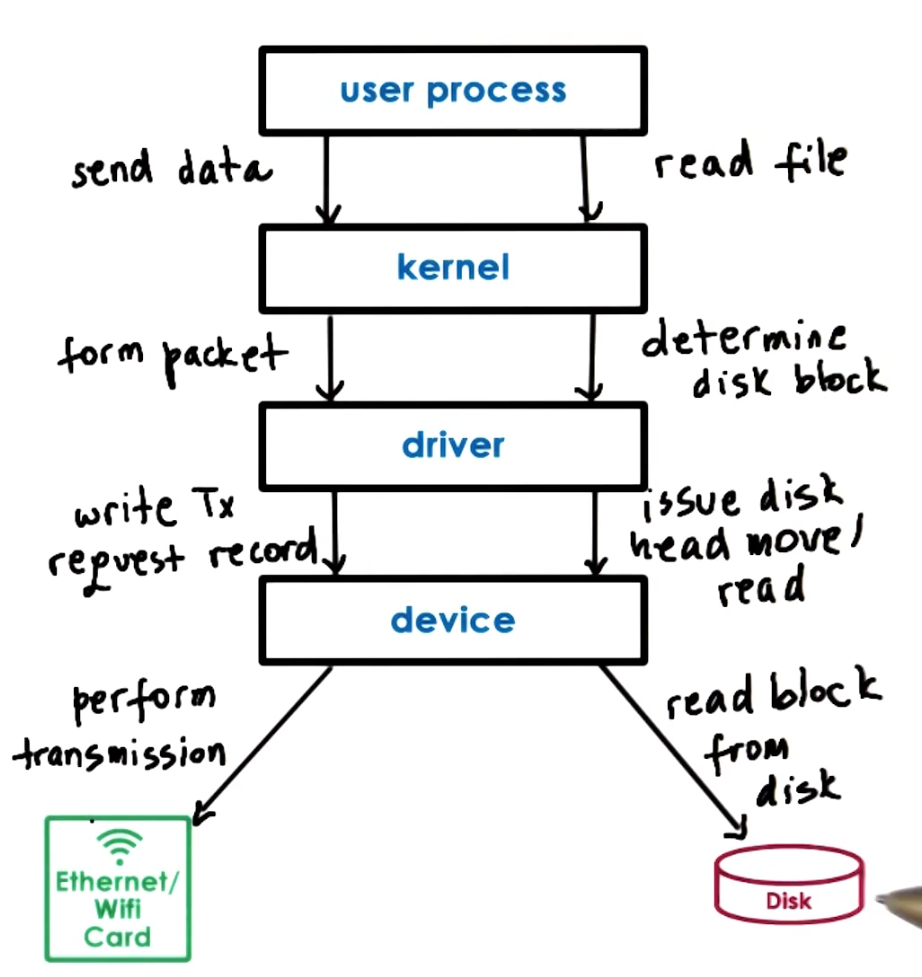 user process
send data
read file
kernel
form packet
determine
disk block
driver
write Tx
request record
issue disk
head move/
read
device
perform
transmission
read block
from
disk
Ethernet/
Wifi
Card
Disk